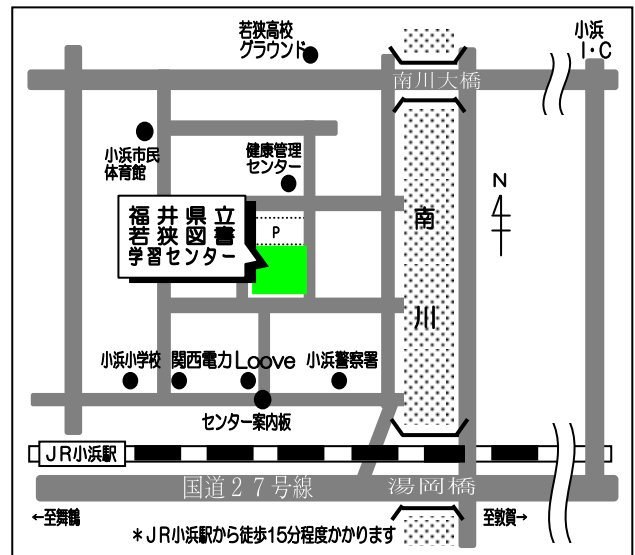 若狭高校
グラウンド
小浜
I・C
南川大橋
小浜市民
体育館
健康管理
センター
N
福井県立
若狭図書
学習センター
P
南
川
小浜小学校
関西電力
Loove
小浜警察署
センター案内板
JR小浜駅
国道27号線
湯岡橋
←至舞鶴
至敦賀→
*JR小浜駅から徒歩15分程度かかります